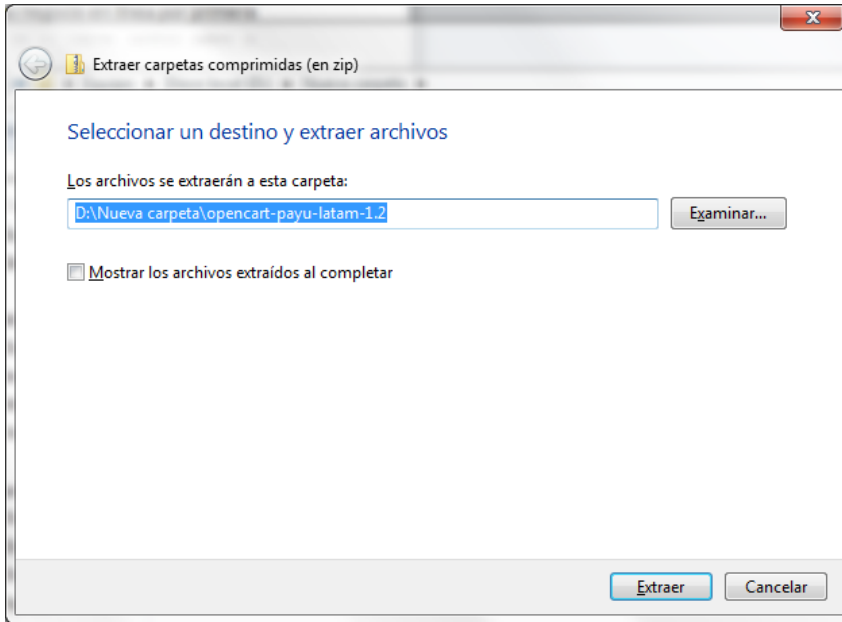 Extraer carpetas comprimidas (en zip)
Seleccionar un destino y extraer archivos
Los archivos se extraerán a esta carpeta:
D:\Nueva carpeta\opencart-payu-latam-1.2
Examinar...
Mostrar los archivos extraídos al completar
Extraer
Cancelar